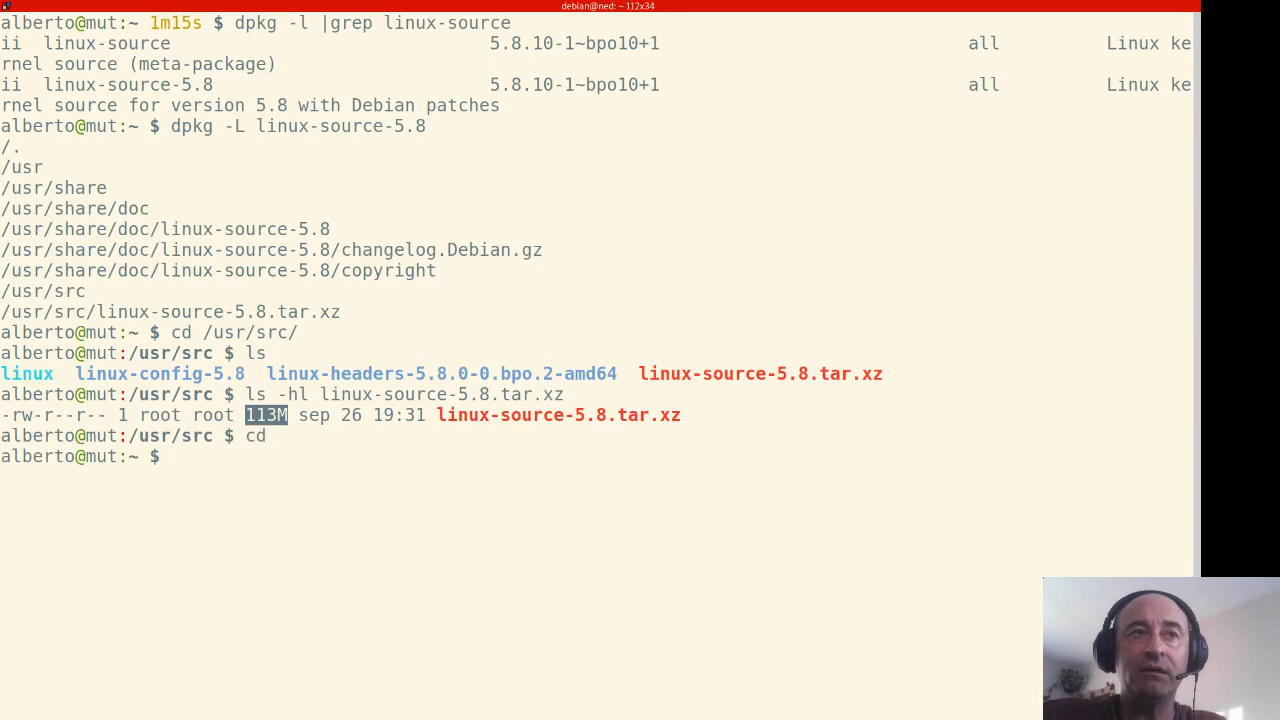 debian@ned: ~ 112x34
alberto@mut:~ 1m15s $ dpkg -l |grep linux-source
ii  linux-source                              5.8.10-1~bpo10+1                             all          Linux ke
rnel source (meta-package)
ii  linux-source-5.8                          5.8.10-1~bpo10+1                             all          Linux ke
rnel source for version 5.8 with Debian patches
alberto@mut:~ $ dpkg -L linux-source-5.8
/.
/usr
/usr/share
/usr/share/doc
/usr/share/doc/linux-source-5.8
/usr/share/doc/linux-source-5.8/changelog.Debian.gz
/usr/share/doc/linux-source-5.8/copyright
/usr/src
/usr/src/linux-source-5.8.tar.xz
alberto@mut:~ $ cd /usr/src/
alberto@mut:/usr/src $ ls
linux  linux-config-5.8  linux-headers-5.8.0-0.bpo.2-amd64  linux-source-5.8.tar.xz
alberto@mut:/usr/src $ ls -hl linux-source-5.8.tar.xz
-rw-r--r-- 1 root root 113M sep 26 19:31 linux-source-5.8.tar.xz
alberto@mut:/usr/src $ cd
alberto@mut:~ $